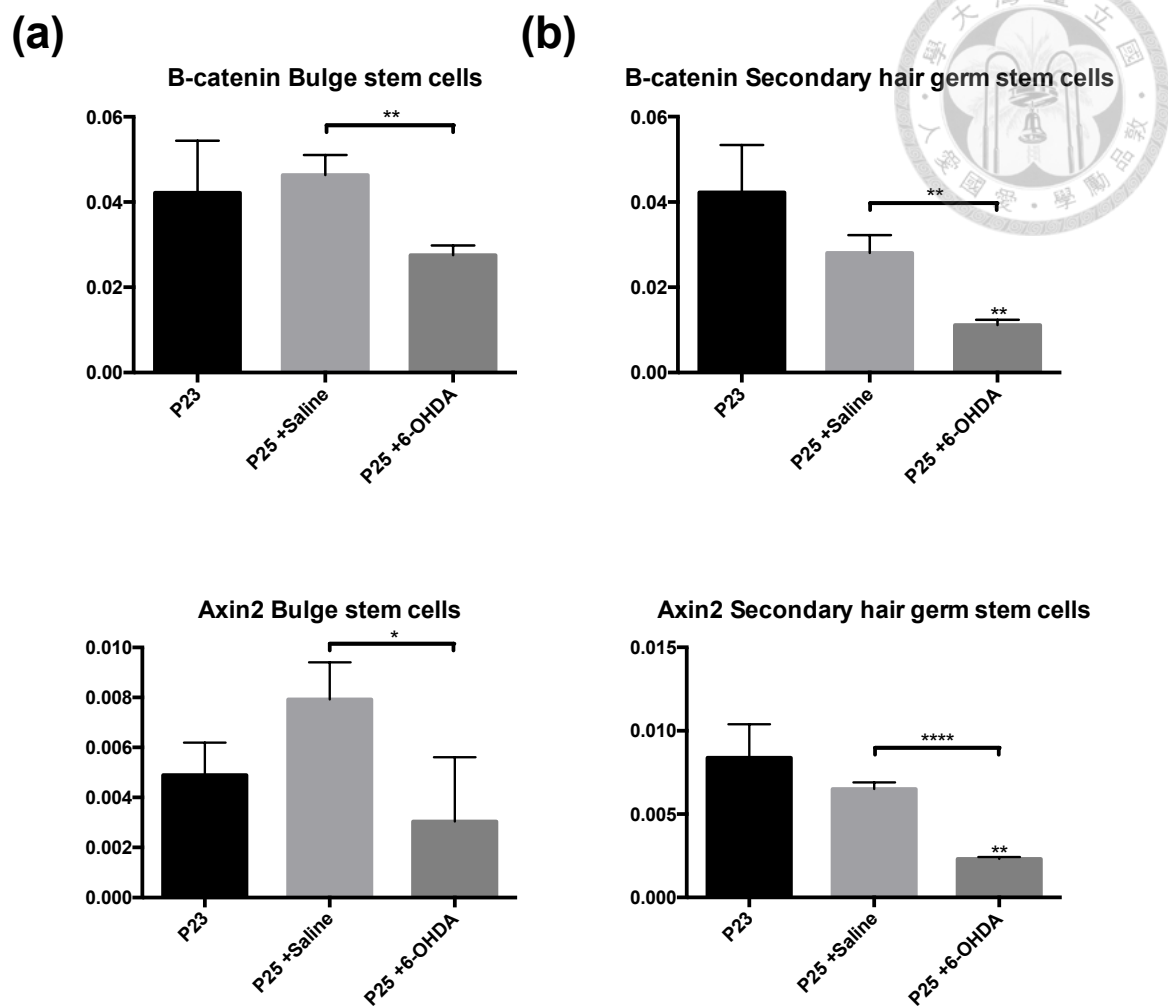 (a)
(b)
B-catenin Bulge stem cells
0.06
0.04
0.02
0.00
**
P23
P25 +Saline
P25 +6-OHDA
B-catenin Secondary hair germ stem cells
0.06
0.04
0.02
0.00
**
**
P23
P25 +Saline
P25 +6-OHDA
Axin2 Bulge stem cells
0.010
0.008
0.006
0.004
0.002
0.000
*
P23
P25 +Saline
P25 +6-OHDA
Axin2 Secondary hair germ stem cells
0.015
0.010
0.005
0.000
****
**
P23
P25 +Saline
P25 +6-OHDA